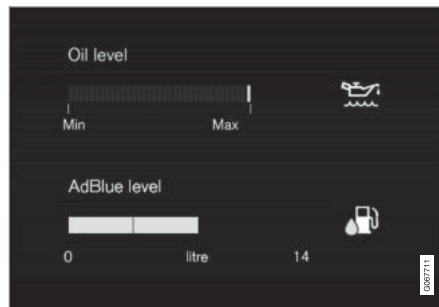 Oil level
Min Max
AdBlue level
0 litre 14
G067711